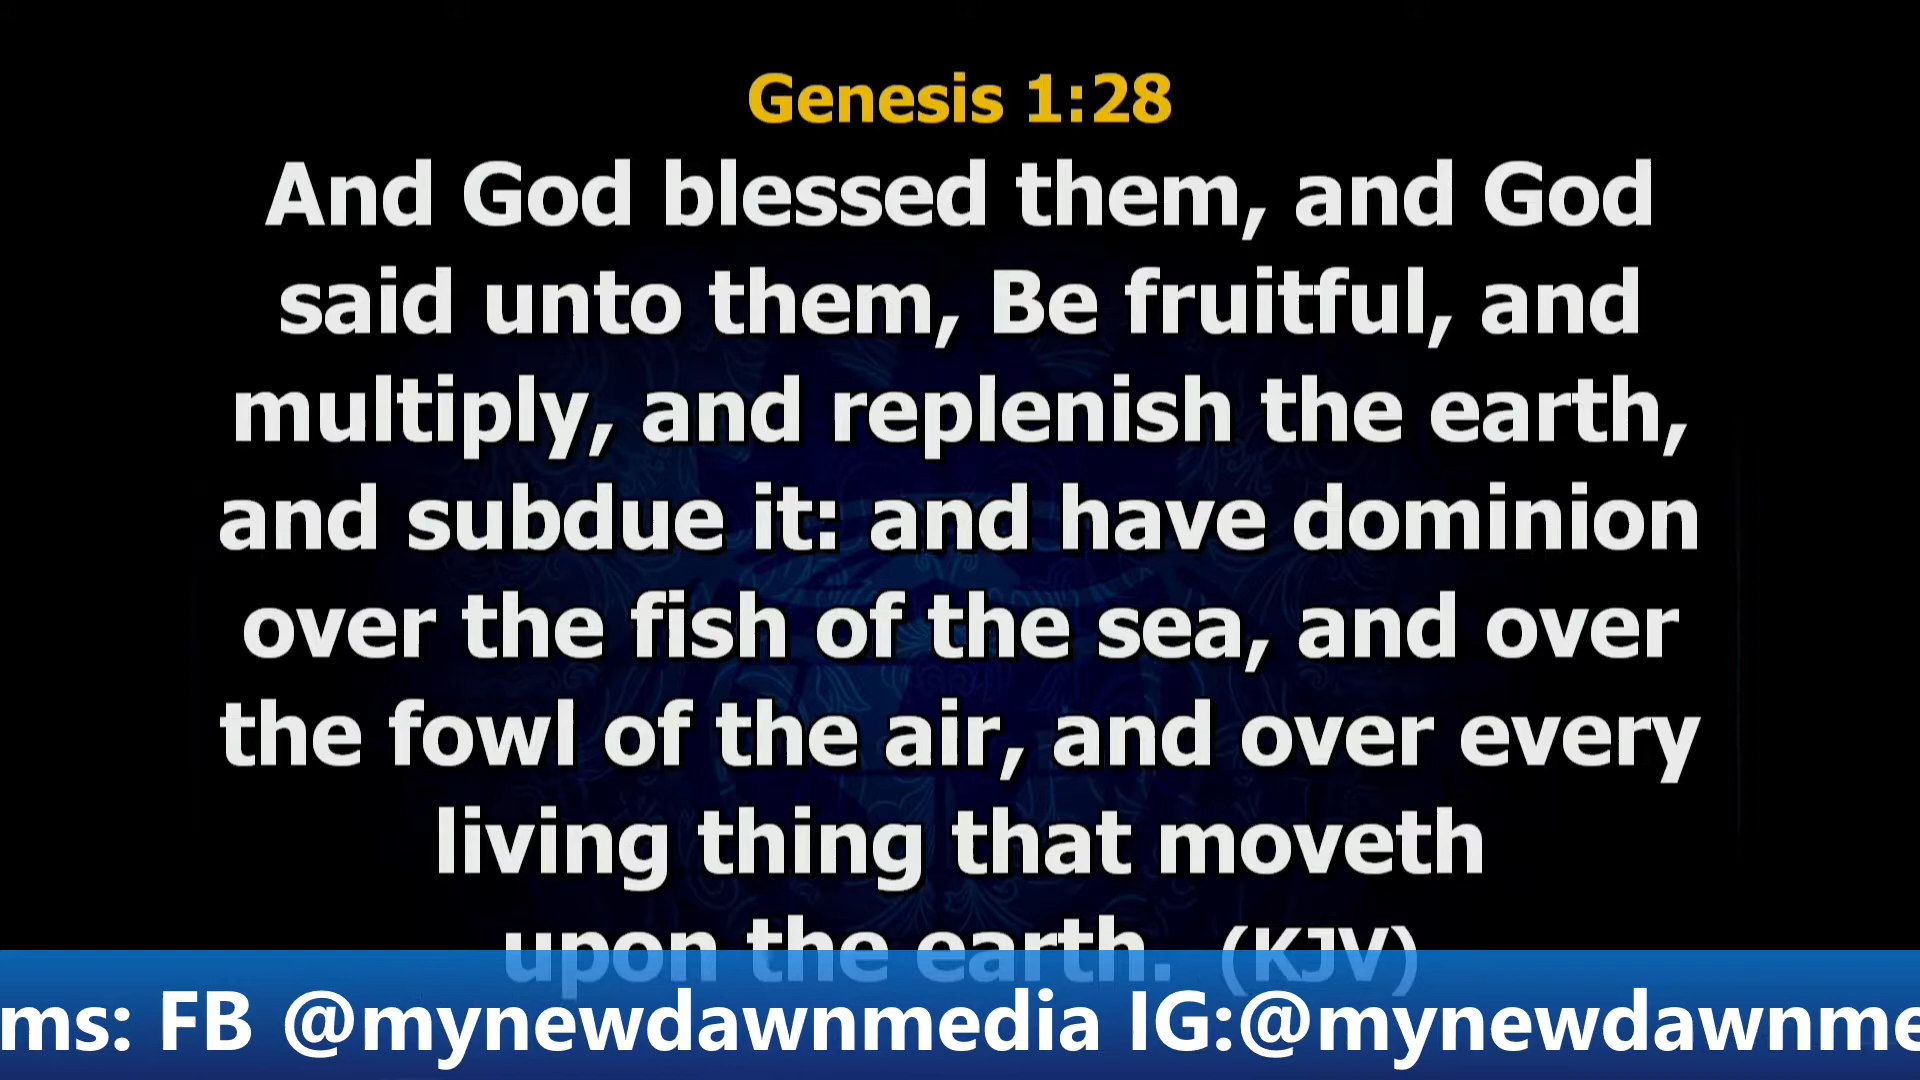 Genesis 1:28
And God blessed them, and God
said unto them, Be fruitful, and
multiply, and replenish the earth,
and subdue it: and have dominion
over the fish of the sea, and over
the fowl of the air, and over every
living thing that moveth
upon the earth. (KJV)
ms: FB @mynewdawnmedia IG:@mynewdawnme